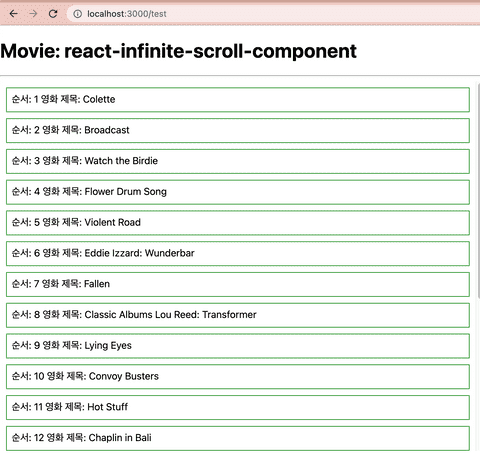 localhost:3000/test
Movie: react-infinite-scroll-component
순서: 1 영화 제목: Colette
순서: 2 영화 제목: Broadcast
순서: 3 영화 제목: Watch the Birdie
순서: 4 영화 제목: Flower Drum Song
순서: 5 영화 제목: Violent Road
순서: 6 영화 제목: Eddie Izzard: Wunderbar
순서: 7 영화 제목: Fallen
순서: 8 영화 제목: Classic Albums Lou Reed: Transformer
순서: 9 영화 제목: Lying Eyes
순서: 10 영화 제목: Convoy Busters
순서: 11 영화 제목: Hot Stuff
순서: 12 영화 제목: Chaplin in Bali